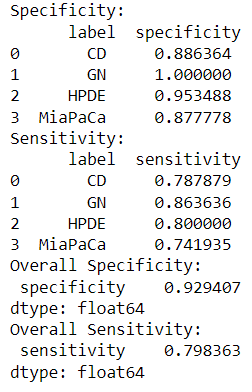 Specificity:
label specificity
0 CD 0.886364
1 GN 1.000000
2 HPDE 0.953488
3 MiaPaCa 0.877778
Sensitivity:
label sensitivity
0 CD 0.787879
1 GN 0.863636
2 HPDE 0.800000
3 MiaPaCa 0.741935
Overall Specificity:
specificity 0.929407
dtype: float64
Overall Sensitivity:
sensitivity 0.798363
dtype: float64